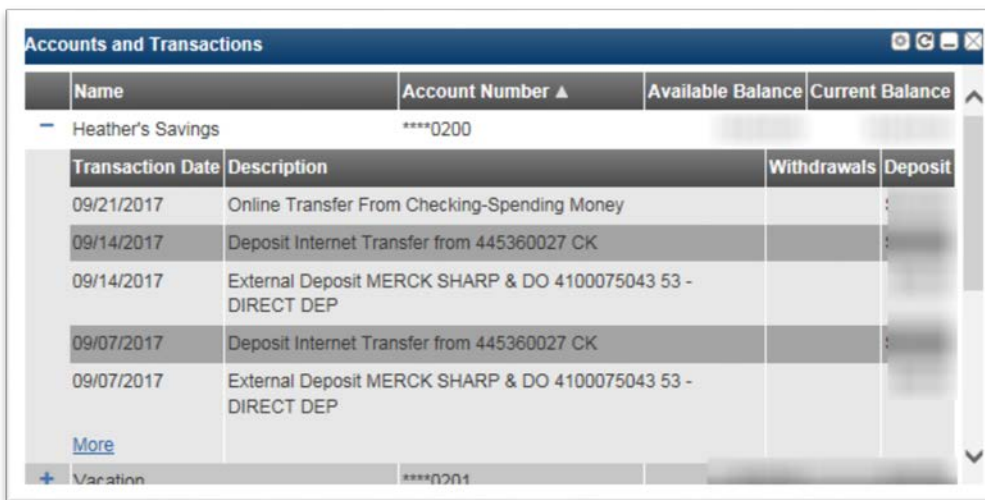 Accounts and Transactions
Name Account Number ▲ Available Balance Current Balance
− Heather's Savings ****0200
Transaction Date Description Withdrawals Deposit
09/21/2017 Online Transfer From Checking-Spending Money
09/14/2017 Deposit Internet Transfer from 445360027 CK
09/14/2017 External Deposit MERCK SHARP & DO 4100075043 53 -
DIRECT DEP
09/07/2017 Deposit Internet Transfer from 445360027 CK
09/07/2017 External Deposit MERCK SHARP & DO 4100075043 53 -
DIRECT DEP
More
+ Vacation ****0201